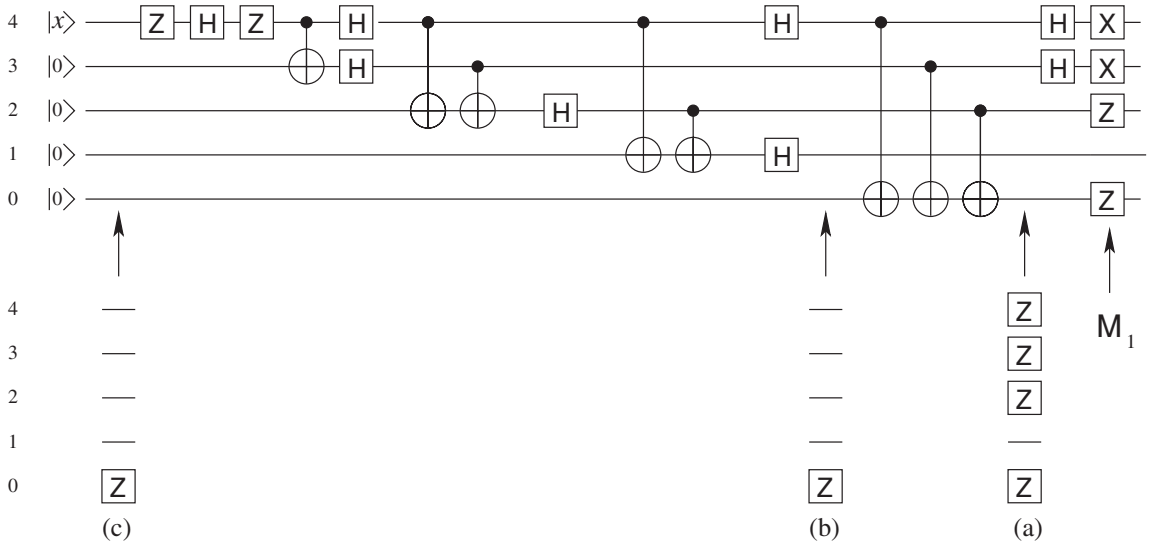 4 |x⟩ Z H Z H H X
3 |0⟩ H H X
2 |0⟩ H Z
1 |0⟩ H
0 |0⟩ Z
4 Z
3 Z
2 Z
1
0 Z Z Z
(c) (b) (a)
M1